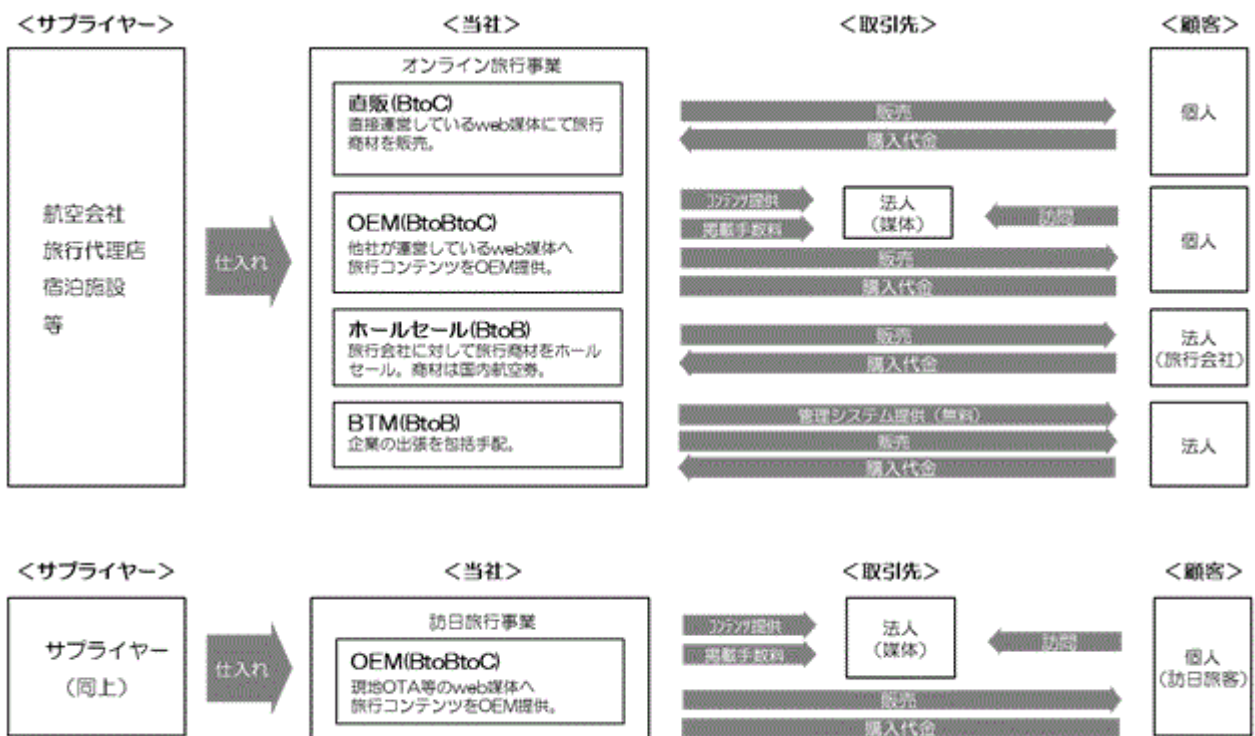 ＜サプライヤー＞
＜当社＞
＜取引先＞
＜顧客＞
航空会社
旅行代理店
宿泊施設
等
仕入れ
オンライン旅行事業
直販(BtoC)
直接運営しているweb媒体にて旅行
商材を販売。
販売
購入代金
個人
OEM(BtoBtoC)
他社が運営しているweb媒体へ
旅行コンテンツをOEM提供。
コンテンツ提供
掲載手数料
法人
（媒体）
訪問
販売
購入代金
個人
ホールセール(BtoB)
旅行会社に対して旅行商材をホール
セール。商材は国内航空券。
販売
購入代金
法人
（旅行会社）
BTM(BtoB)
企業の出張を包括手配。
管理システム提供（無料）
販売
購入代金
法人
＜サプライヤー＞
＜当社＞
＜取引先＞
＜顧客＞
サプライヤー
（同上）
仕入れ
訪日旅行事業
OEM(BtoBtoC)
現地OTA等のweb媒体へ
旅行コンテンツをOEM提供。
コンテンツ提供
掲載手数料
法人
（媒体）
訪問
販売
購入代金
個人
（訪日旅客）